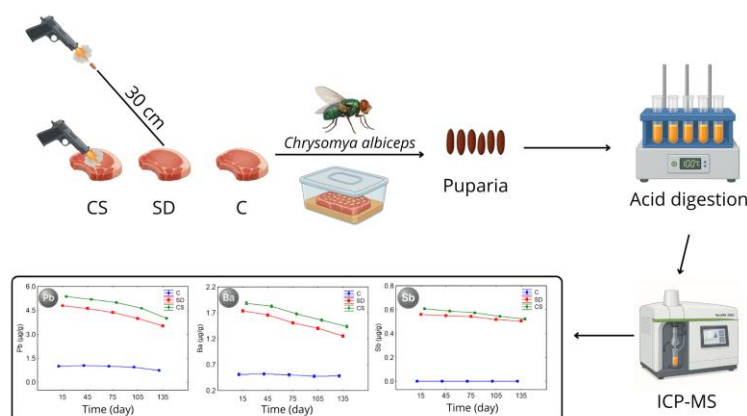 30 cm
CS
SD
C
Chrysomya albiceps
Puparia
100°C
Acid digestion
ICP-MS
Pb
6.0
4.5
3.0
1.5
0.0
Pb (µg/g)
C
SD
CS
15 45 75 105 135
Time (day)
Ba
2.2
1.7
1.2
0.7
0.2
Ba (µg/g)
C
SD
CS
15 45 75 105 135
Time (day)
Sb
0.8
0.6
0.4
0.2
0.0
Sb (µg/g)
C
SD
CS
15 45 75 105 135
Time (day)